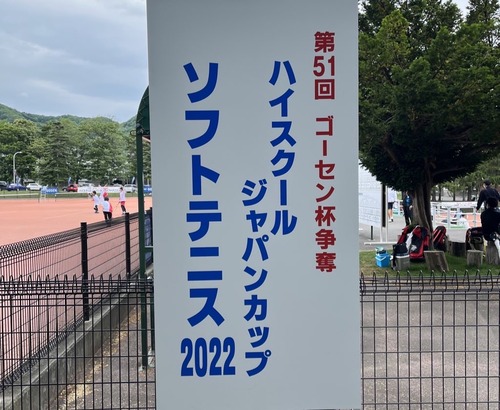 第51回 ゴーセン杯争奪
ハイスクール
ジャパンカップ
ソフトテニス
2022